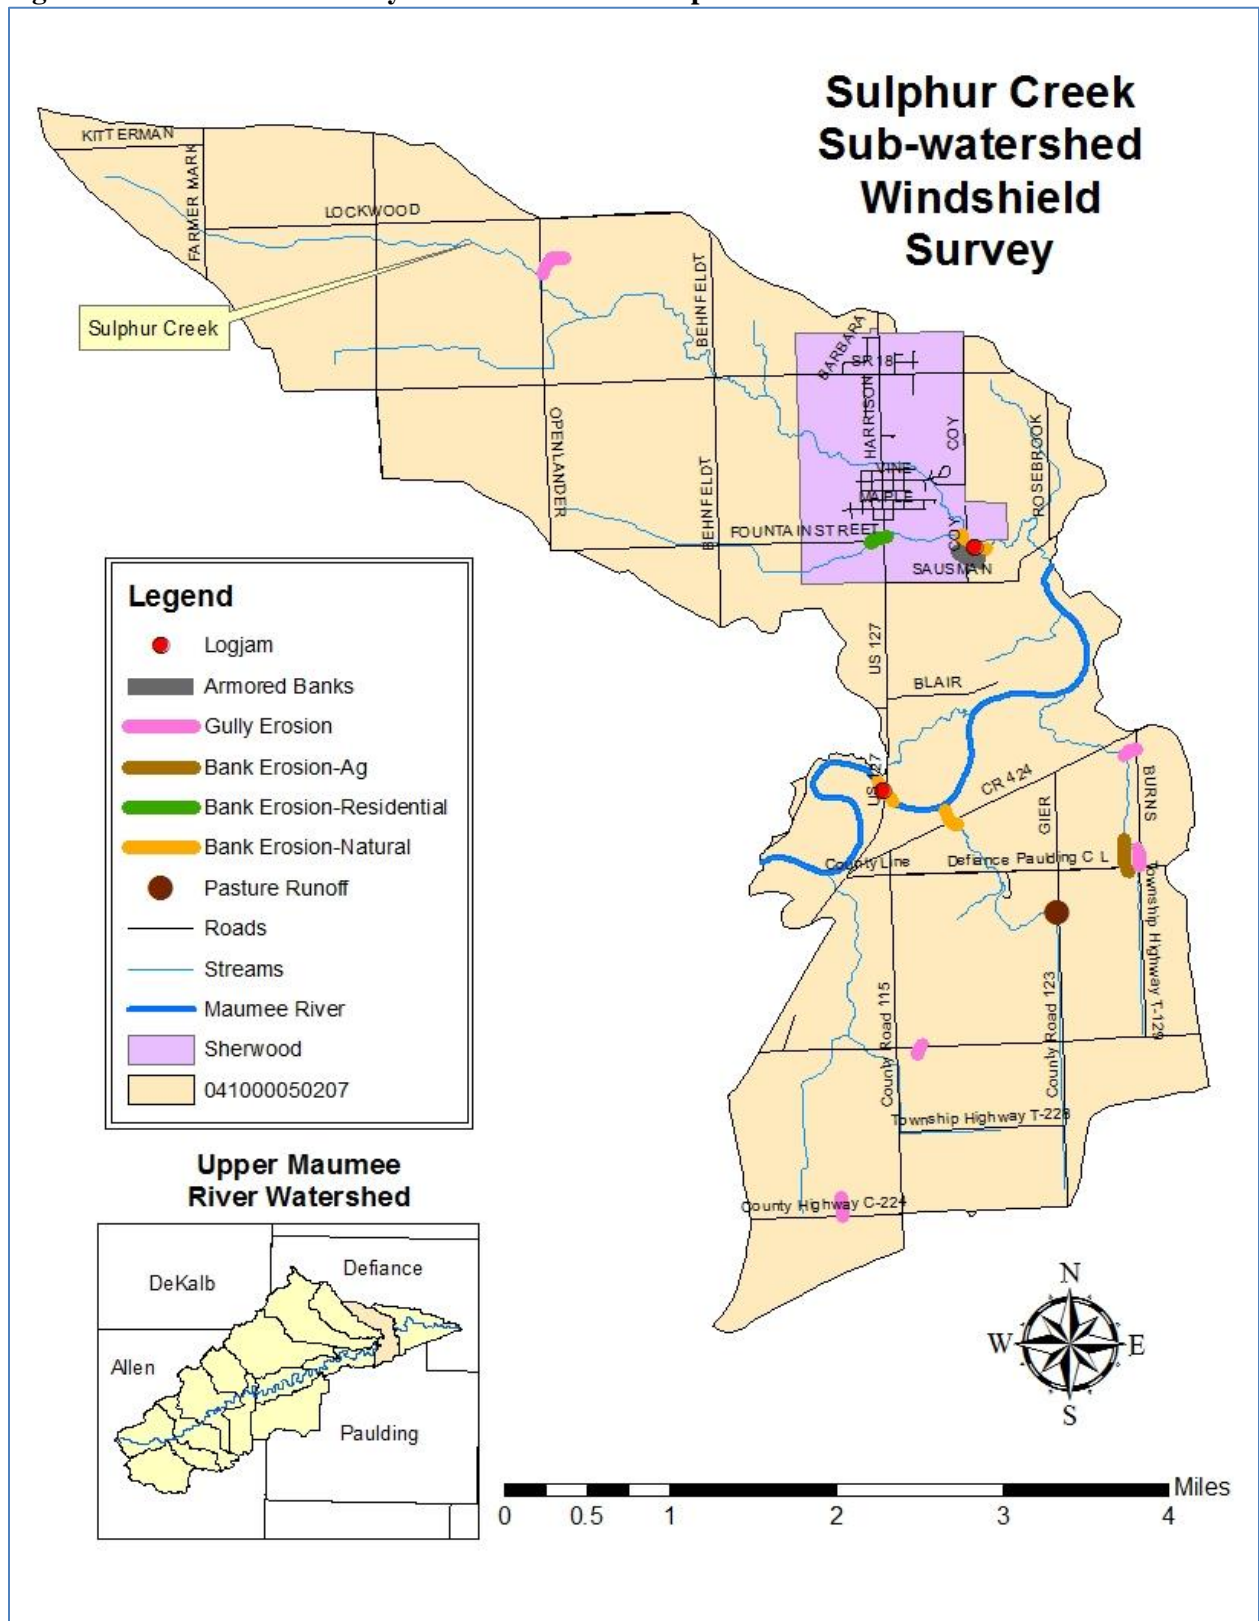 Sulphur Creek
Sub-watershed
Windshield
Survey
KITTERMAN
FARMER MARK
LOCKWOOD
Sulphur Creek
BEHNFELDT
BARBARA
SR 18
HARRISON
COY
ROSEBROOK
OPENLANDER
BEHNFELDT
VINE
MAPLE
FOUNTAIN STREET
COY
SAUSMAN
US 127
BLAIR
US 127
CR 424
GIER
BURNS
County Line
Defiance Paulding C L
Township Highway T-129
County Road 115
County Road 123
Township Highway T-228
County Highway C-224
Legend
Logjam
Armored Banks
Gully Erosion
Bank Erosion-Ag
Bank Erosion-Residential
Bank Erosion-Natural
Pasture Runoff
Roads
Streams
Maumee River
Sherwood
041000050207
Upper Maumee
River Watershed
DeKalb
Defiance
Allen
Paulding
N
W
E
S
Miles
0 0.5 1 2 3 4